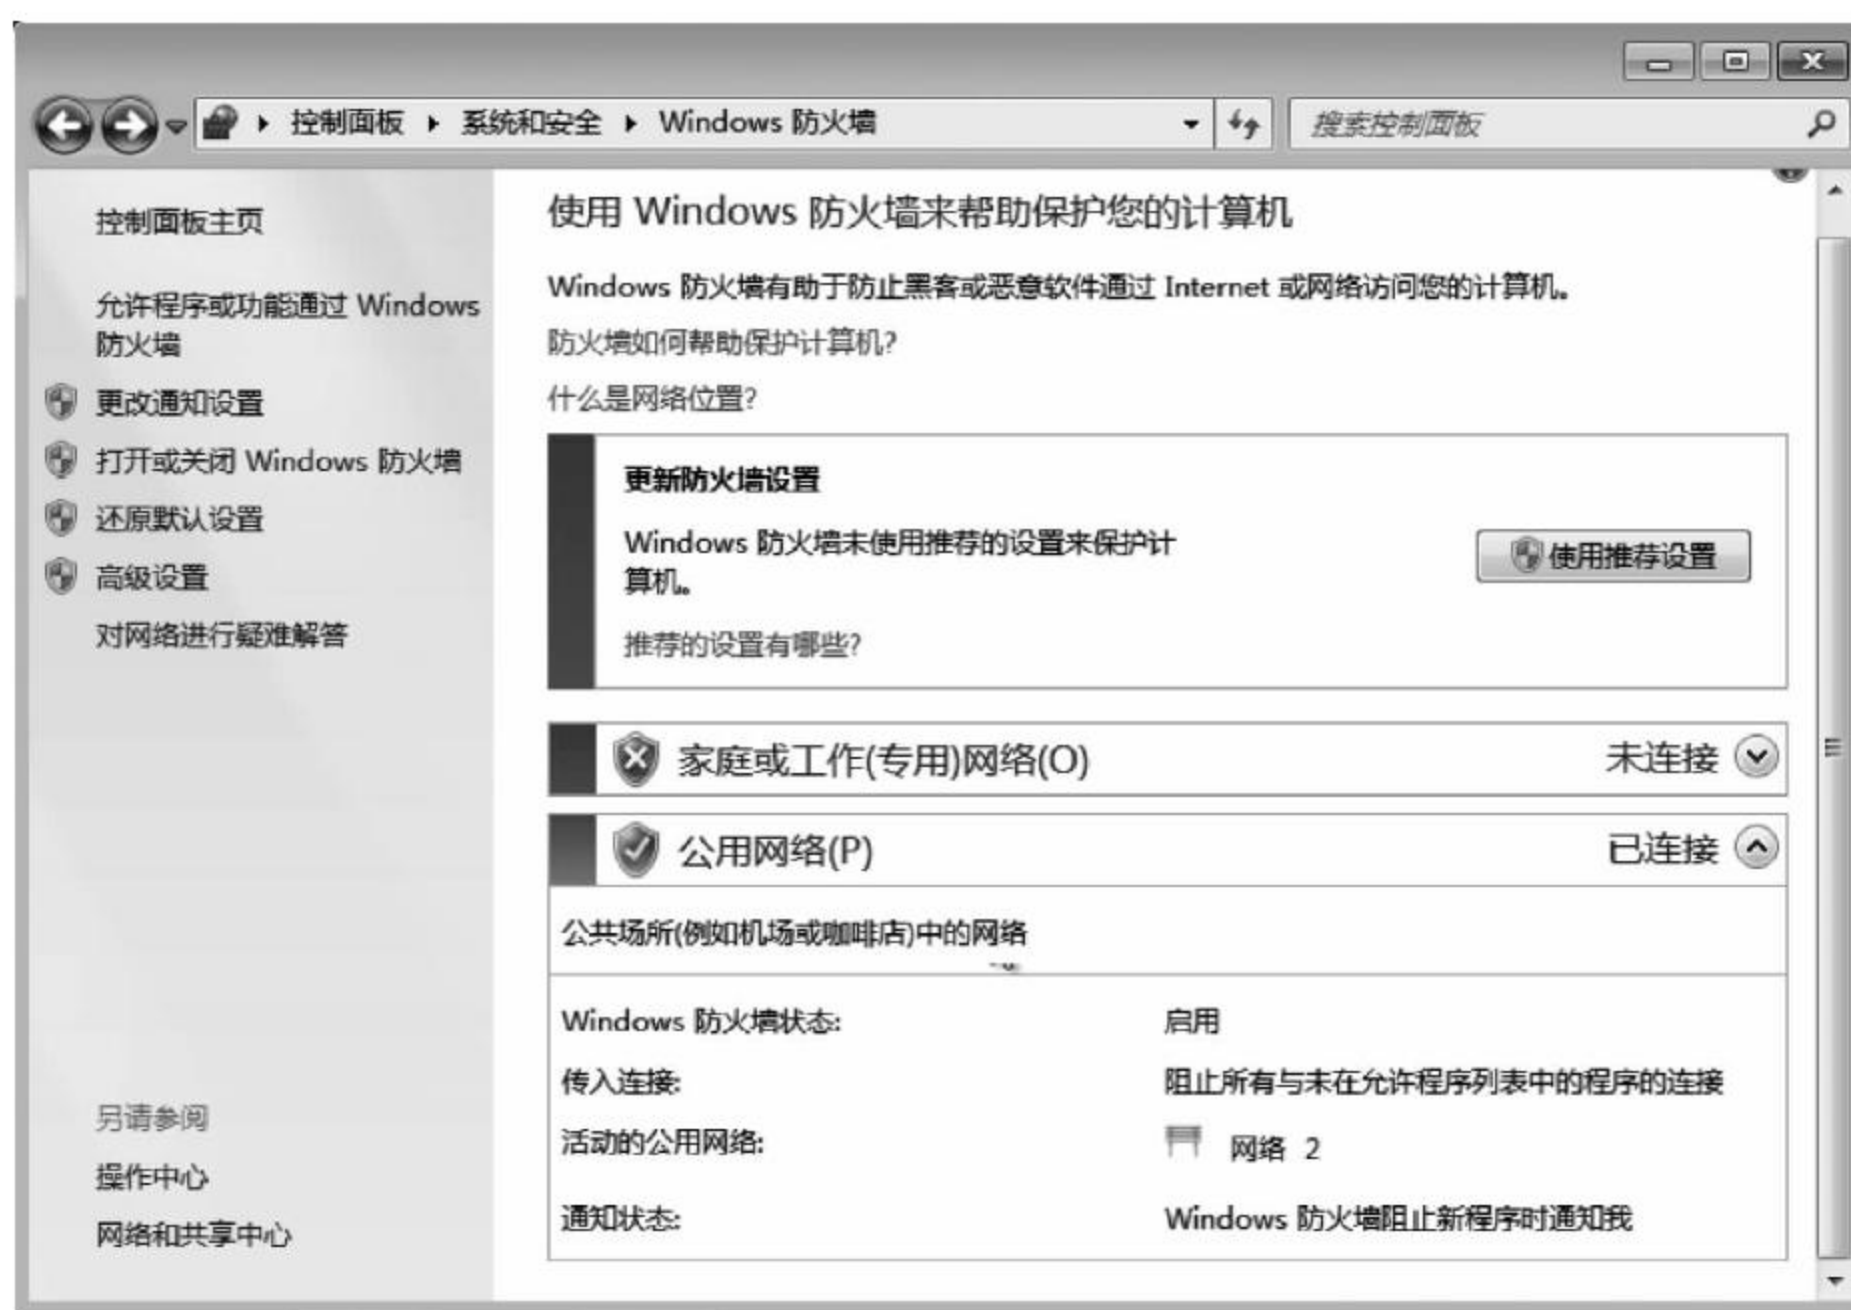 控制面板 ▸ 系统和安全 ▸ Windows 防火墙
搜索控制面板
控制面板主页
允许程序或功能通过 Windows
防火墙
更改通知设置
打开或关闭 Windows 防火墙
还原默认设置
高级设置
对网络进行疑难解答
另请参阅
操作中心
网络和共享中心
使用 Windows 防火墙来帮助保护您的计算机
Windows 防火墙有助于防止黑客或恶意软件通过 Internet 或网络访问您的计算机。
防火墙如何帮助保护计算机?
什么是网络位置?
更新防火墙设置
Windows 防火墙未使用推荐的设置来保护计
算机。
使用推荐设置
推荐的设置有哪些?
家庭或工作(专用)网络(O) 未连接
公用网络(P) 已连接
公共场所(例如机场或咖啡店)中的网络
Windows 防火墙状态: 启用
传入连接: 阻止所有与未在允许程序列表中的程序的连接
活动的公用网络: 网络 2
通知状态: Windows 防火墙阻止新程序时通知我